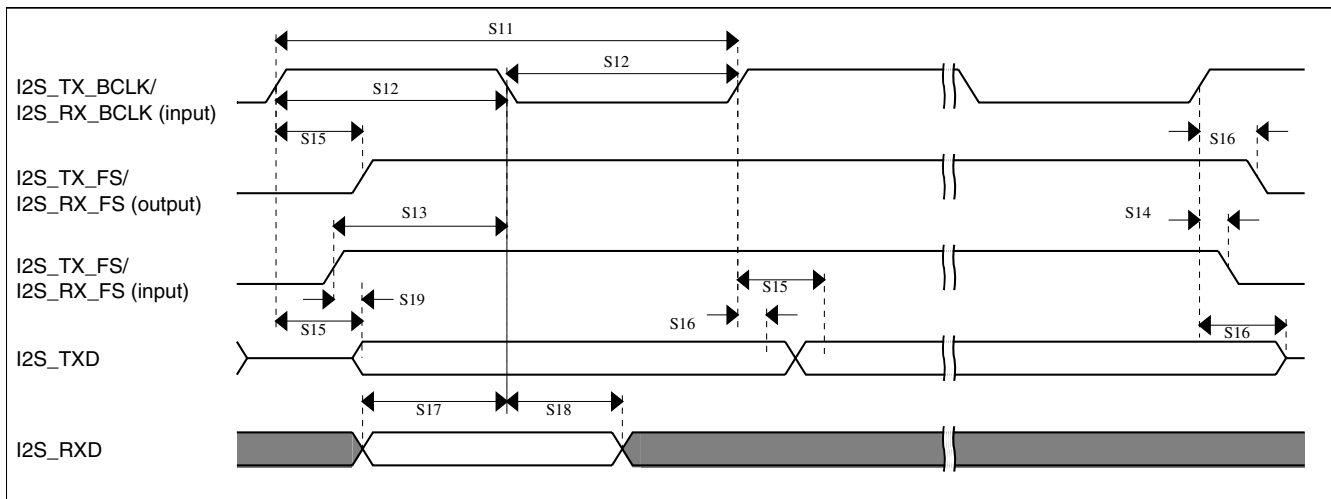 S11
I2S_TX_BCLK/
I2S_RX_BCLK (input)
S12
S12
S15
S16
I2S_TX_FS/
I2S_RX_FS (output)
S13
S14
I2S_TX_FS/
I2S_RX_FS (input)
S15
S19
S15
S16
S16
I2S_TXD
S17
S18
I2S_RXD